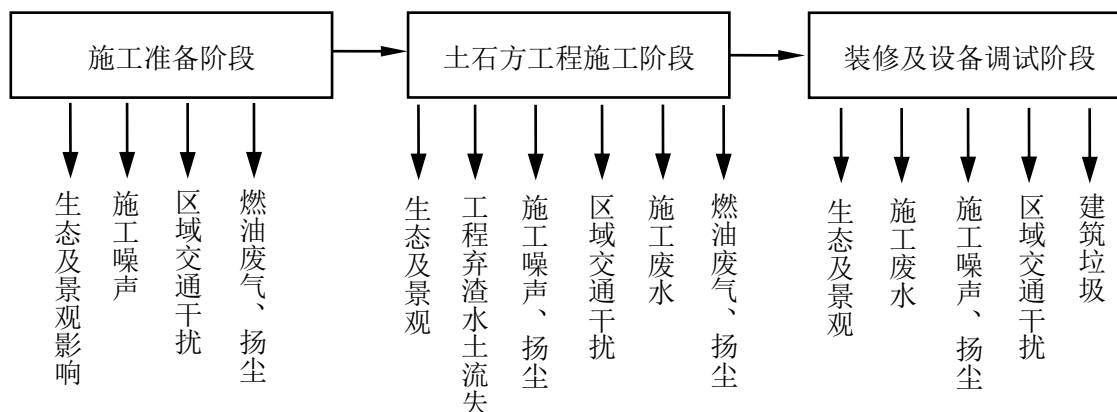 施工准备阶段
土石方工程施工阶段
装修及设备调试阶段
生态及景观影响
施工噪声
区域交通干扰
燃油废气、扬尘
生态及景观
工程弃渣水土流失
施工噪声、扬尘
区域交通干扰
施工废水
燃油废气、扬尘
生态及景观
施工废水
施工噪声、扬尘
区域交通干扰
建筑垃圾